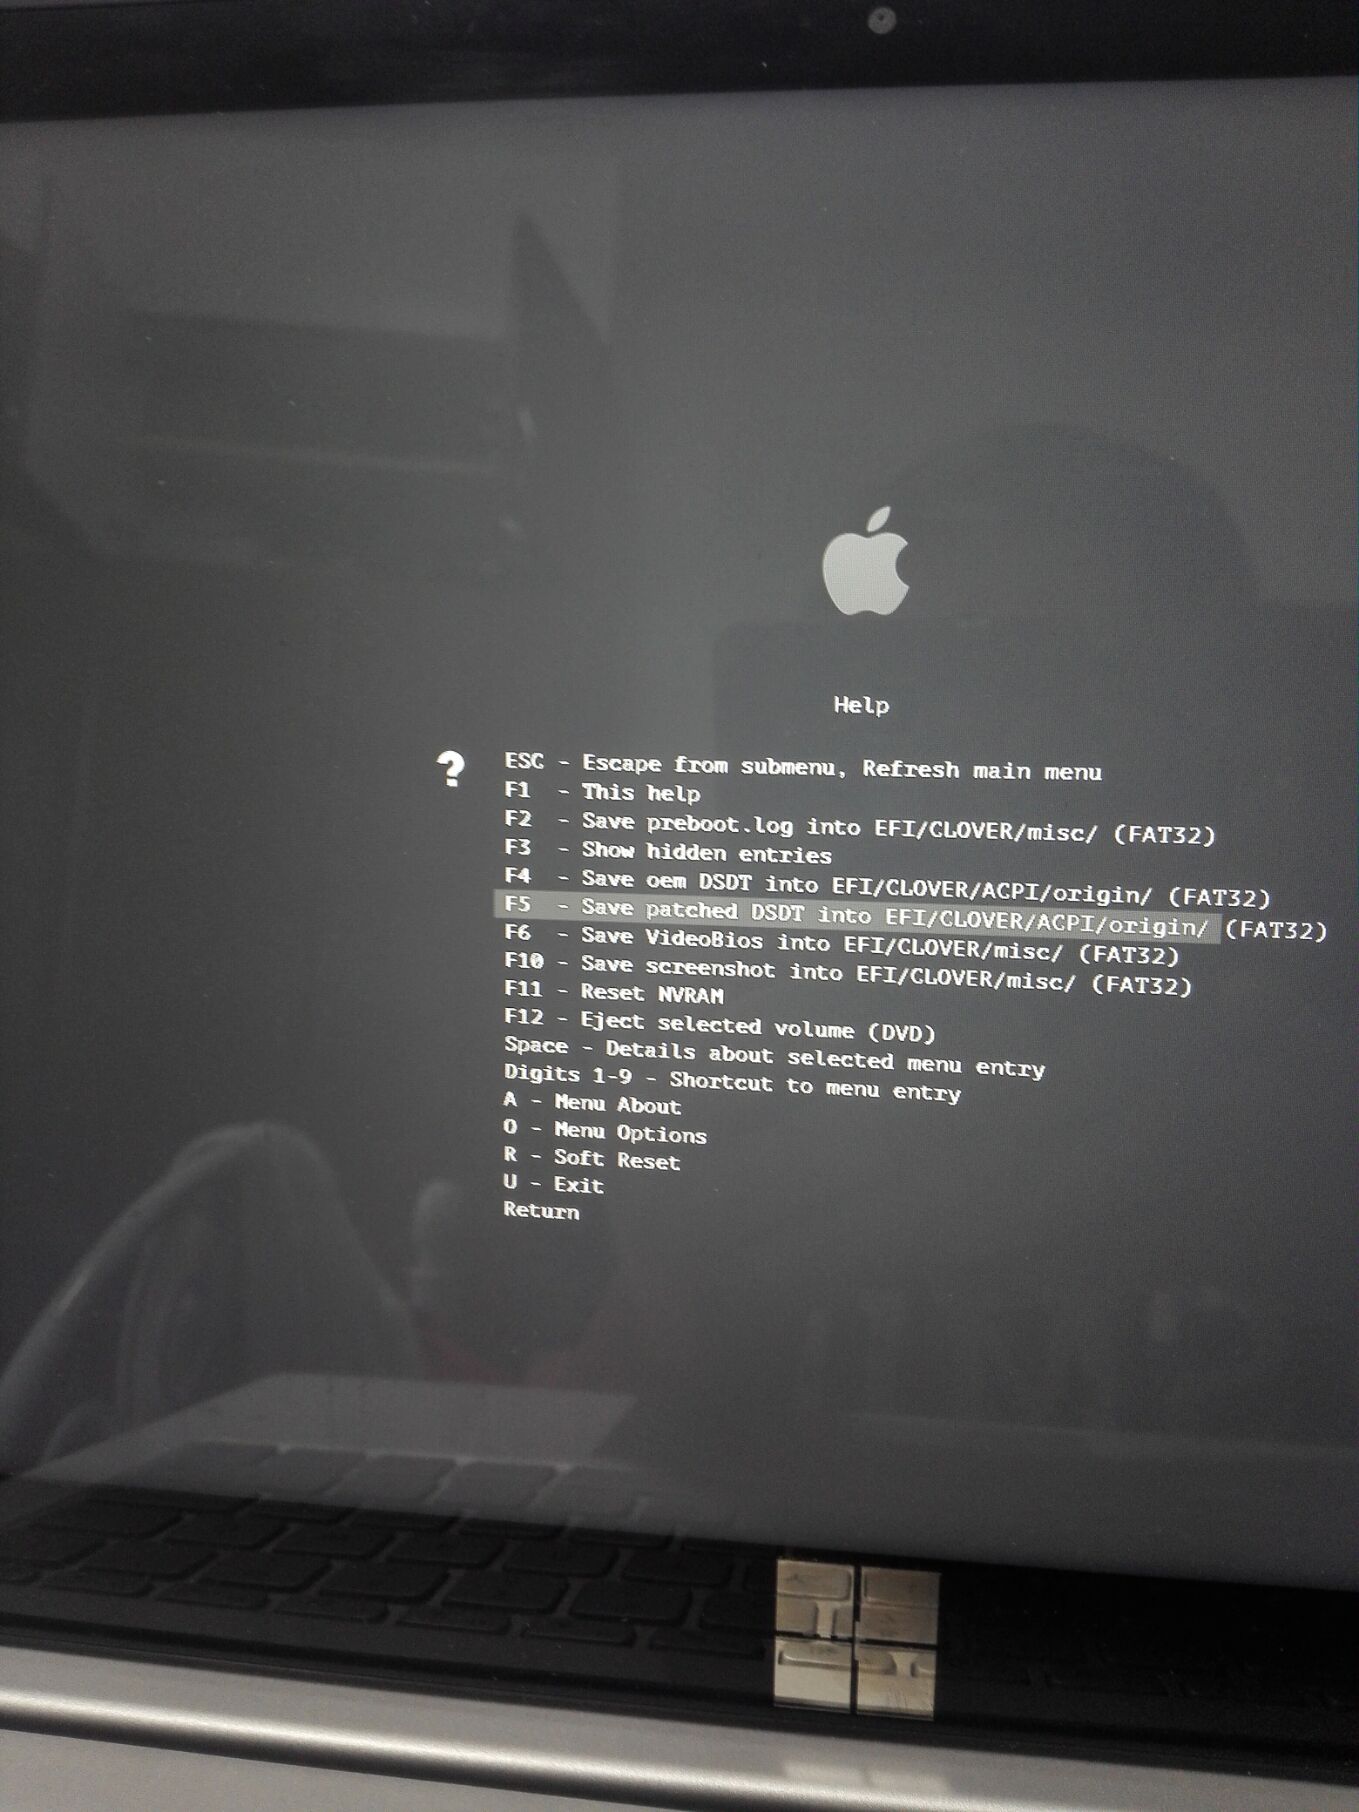 Help
ESC - Escape from submenu, Refresh main menu
F1  - This help
F2  - Save preboot.log into EFI/CLOVER/misc/ (FAT32)
F3  - Show hidden entries
F4  - Save oem DSDT into EFI/CLOVER/ACPI/origin/ (FAT32)
F5  - Save patched DSDT into EFI/CLOVER/ACPI/origin/ (FAT32)
F6  - Save VideoBios into EFI/CLOVER/misc/ (FAT32)
F10 - Save screenshot into EFI/CLOVER/misc/ (FAT32)
F11 - Reset NVRAM
F12 - Eject selected volume (DVD)
Space - Details about selected menu entry
Digits 1-9 - Shortcut to menu entry
A - Menu About
O - Menu Options
R - Soft Reset
U - Exit
Return